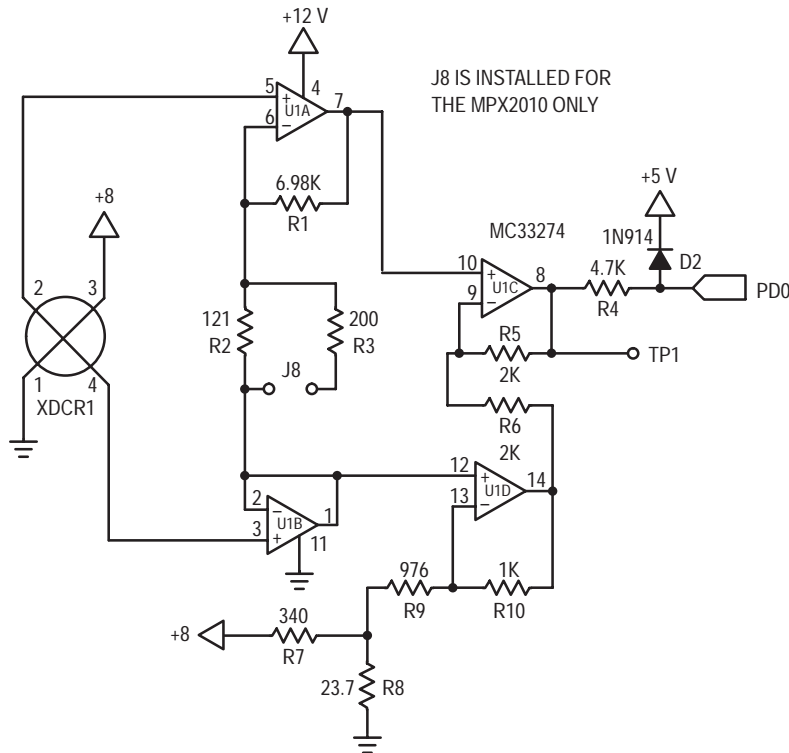 +12 V
J8 IS INSTALLED FOR
THE MPX2010 ONLY
5
+
4
7
U1A
6
−
+8
6.98K
R1
+5 V
MC33274
1N914
D2
10
+
8
4.7K
U1C
9
−
R4
PD0
2
3
121
R2
200
R3
R5
2K
TP1
J8
1
4
XDCR1
R6
2K
12
+
14
U1D
13
−
2
−
1
U1B
3
+
11
976
R9
1K
R10
+8
340
R7
23.7
R8